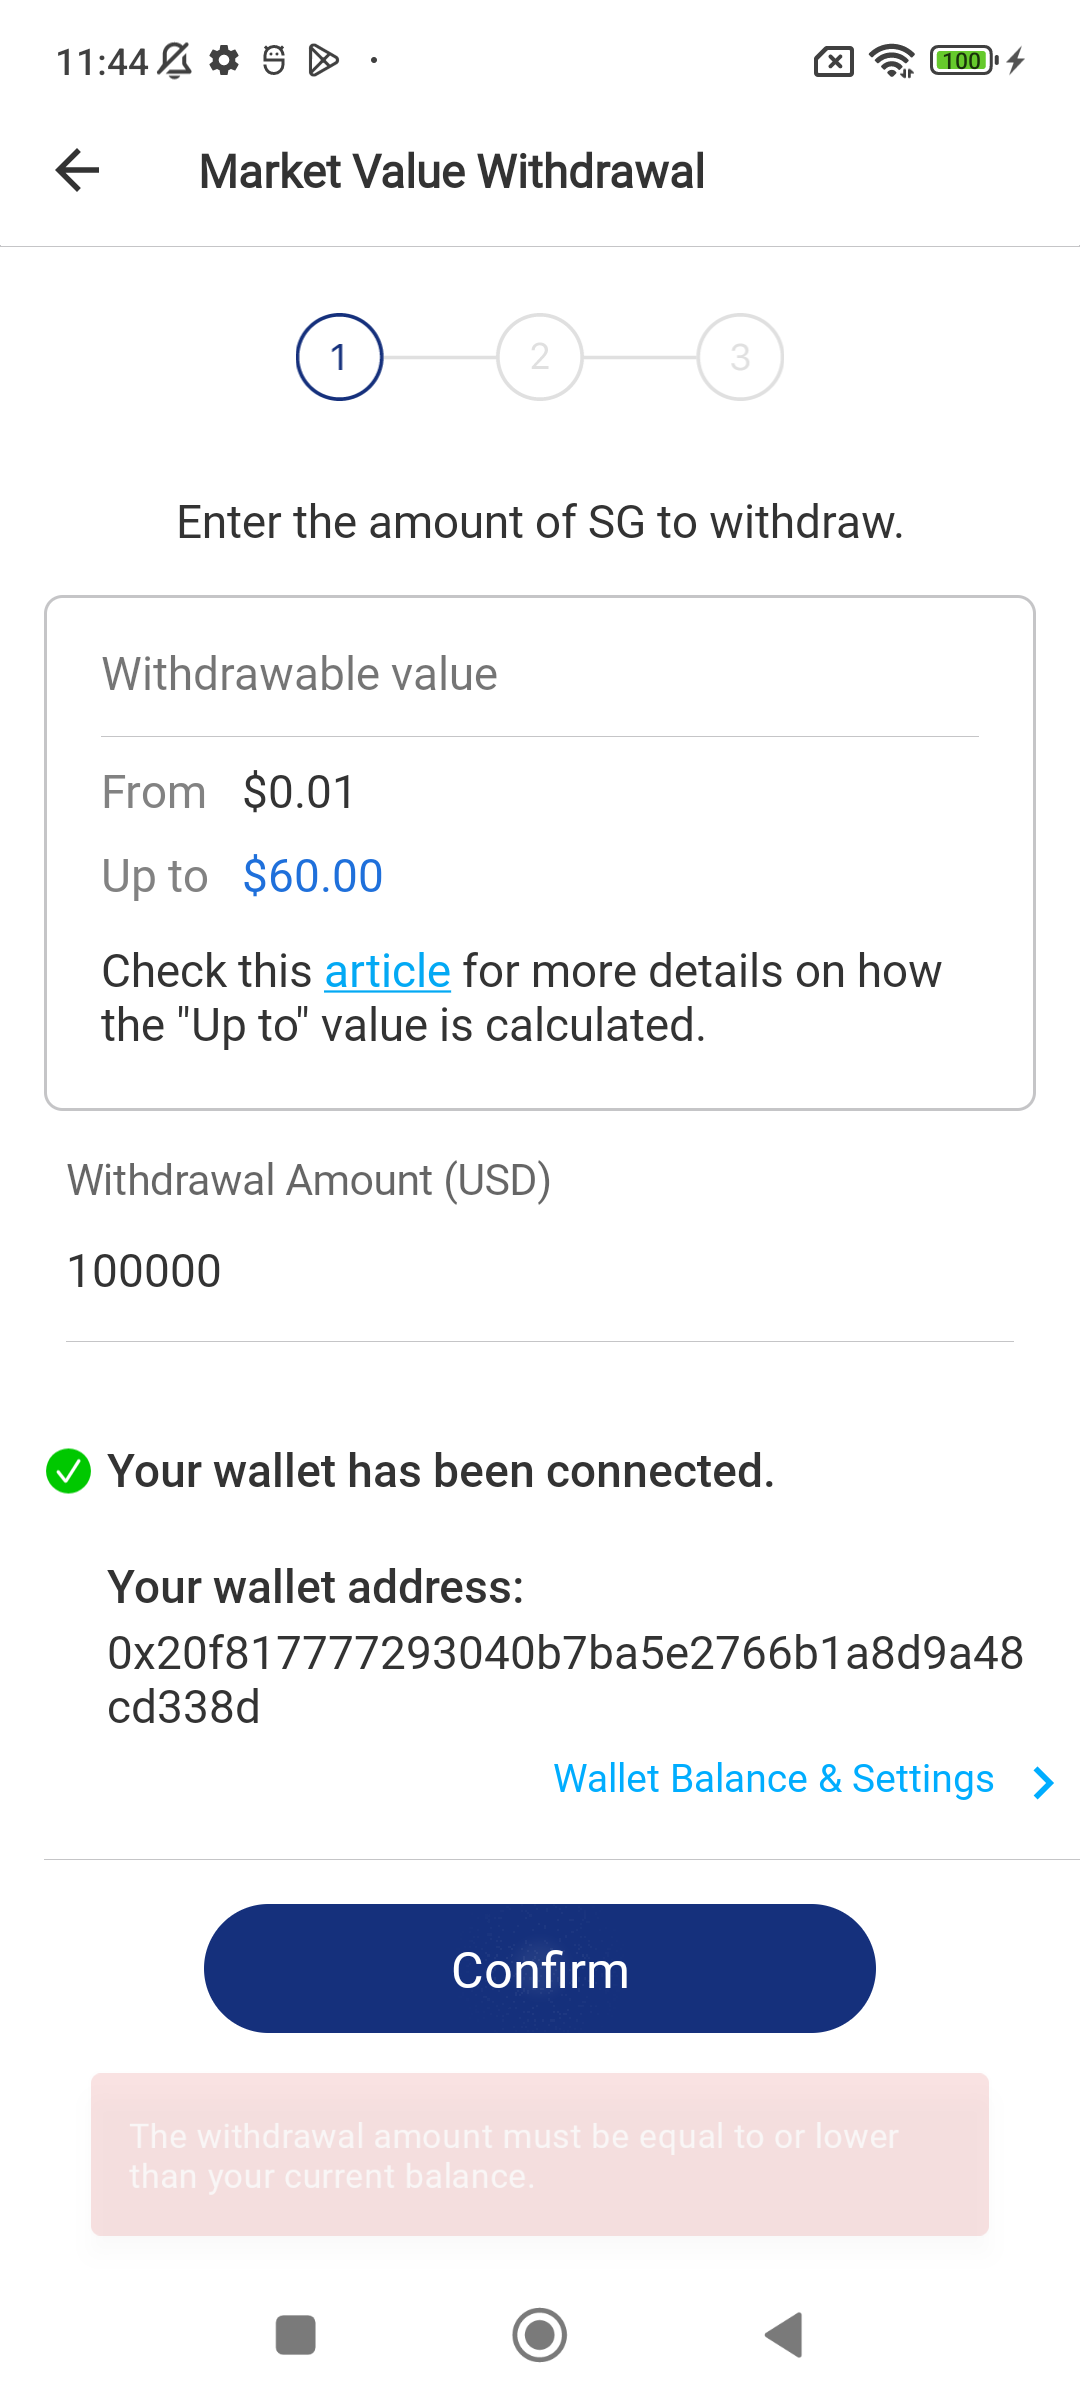 11:44
100
Market Value Withdrawal
1
2
3
Enter the amount of SG to withdraw.
Withdrawable value
From $0.01
Up to $60.00
Check this article for more details on how
the "Up to" value is calculated.
Withdrawal Amount (USD)
100000
Your wallet has been connected.
Your wallet address:
0x20f817777293040b7ba5e2766b1a8d9a48
cd338d
Wallet Balance & Settings
Confirm
The withdrawal amount must be equal to or lower
than your current balance.